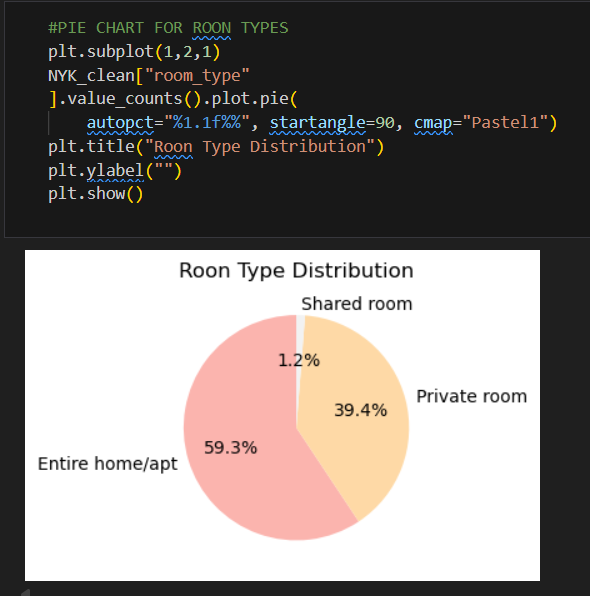 #PIE CHART FOR ROON TYPES
plt.subplot(1,2,1)
NYK_clean["room_type"
].value_counts().plot.pie(
    autopct="%1.1f%%", startangle=90, cmap="Pastel1")
plt.title("Roon Type Distribution")
plt.ylabel("")
plt.show()
Roon Type Distribution
Shared room
1.2%
Private room
39.4%
59.3%
Entire home/apt